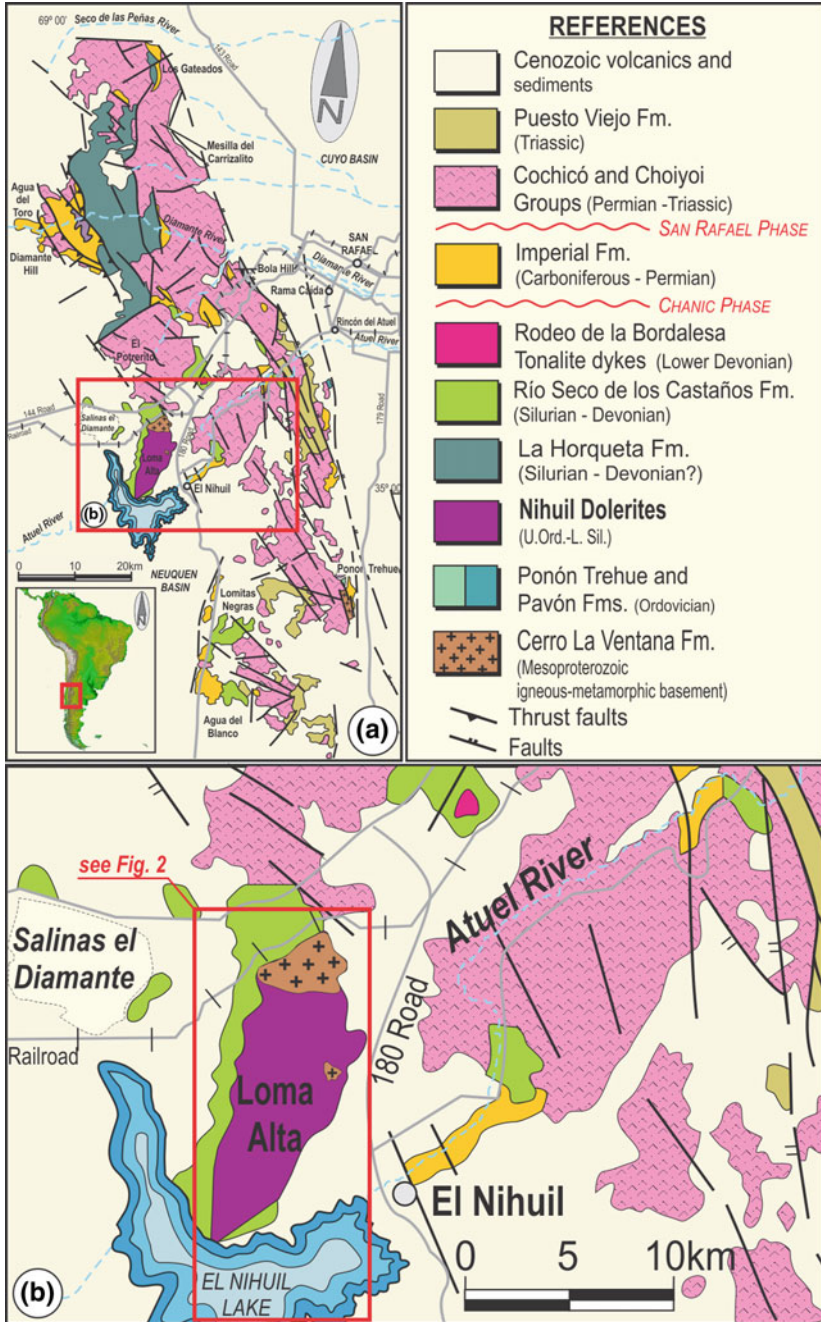 69° 00'
Seco de las Peñas River
143 Road
Los Gateados
N
Mesilla del
Carrizalito
CUYO BASIN
Agua
del
Toro
Diamante River
SAN
RAFAEL
Diamante
Hill
Bola Hill
Diamante
River
Rama Caída
Rincón del Atuel
Atuel River
El
Potrerito
144 Road
Railroad
Salinas el
Diamante
180 Road
179 Road
Loma
Alta
El Nihuil
35° 00'
(b)
Atuel River
0 10 20km
NEUQUEN
BASIN
Ponón Trehue
Lomitas
Negras
N
Agua del
Blanco
(a)
REFERENCES
Cenozoic volcanics and
sediments
Puesto Viejo Fm.
(Triassic)
Cochicó and Choiyoi
Groups (Permian -Triassic)
SAN RAFAEL PHASE
Imperial Fm.
(Carboniferous - Permian)
CHANIC PHASE
Rodeo de la Bordalesa
Tonalite dykes (Lower Devonian)
Río Seco de los Castaños Fm.
(Silurian - Devonian)
La Horqueta Fm.
(Silurian - Devonian?)
Nihuil Dolerites
(U.Ord.-L. Sil.)
Ponón Trehue and
Pavón Fms. (Ordovician)
Cerro La Ventana Fm.
(Mesoproterozoic
igneous-metamorphic basement)
Thrust faults
Faults
see Fig. 2
Salinas el
Diamante
Railroad
Atuel River
180 Road
Loma
Alta
El Nihuil
0 5 10km
EL NIHUIL
LAKE
(b)